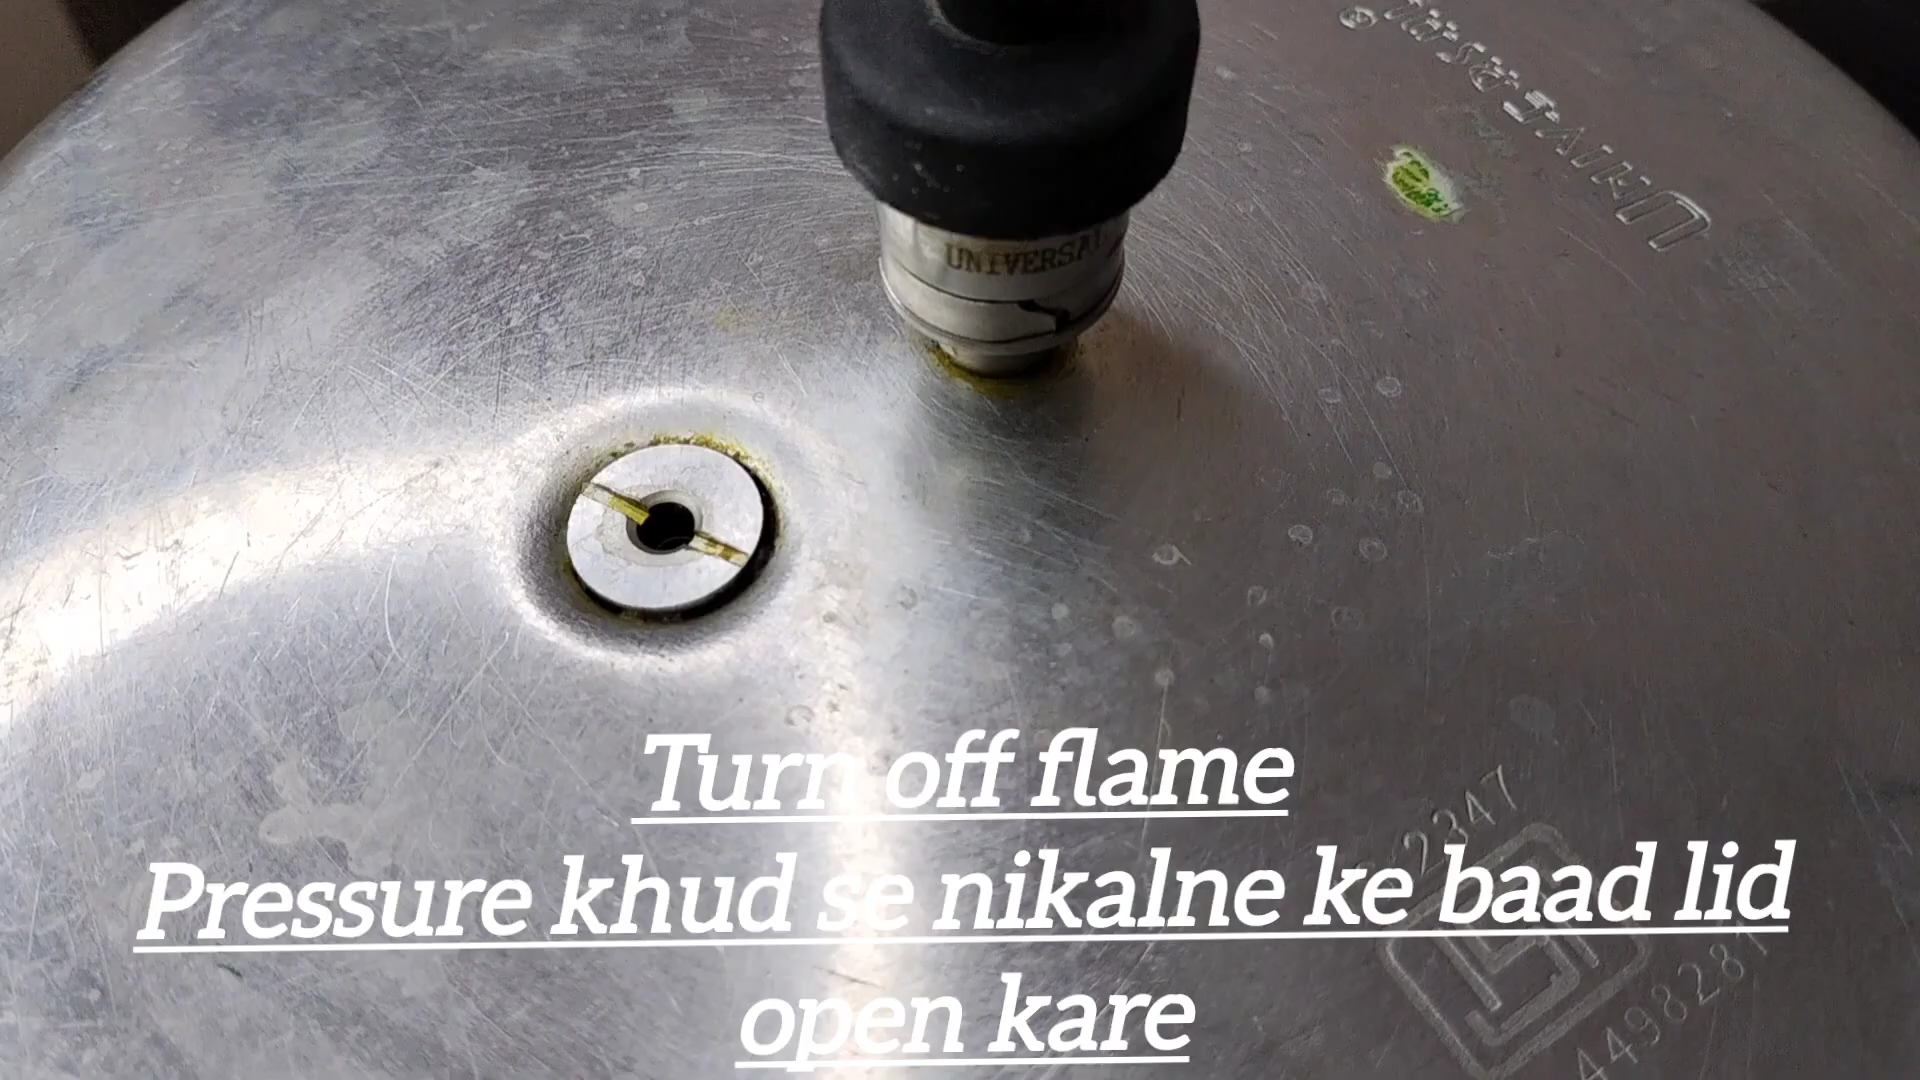 UNIVERSAL
Turn off flame
Pressure khud se nikalne ke baad lid
open kare
2347